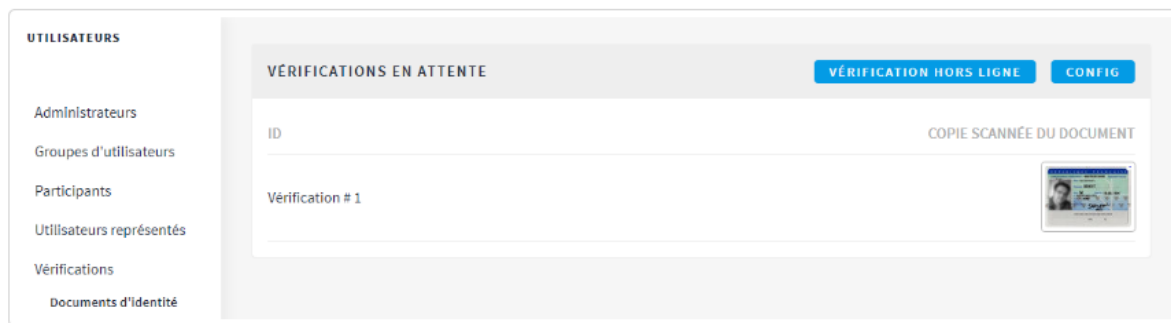 UTILISATEURS
Administrateurs
Groupes d'utilisateurs
Participants
Utilisateurs représentés
Vérifications
Documents d'identité
VÉRIFICATIONS EN ATTENTE
VÉRIFICATION HORS LIGNE
CONFIG
ID
COPIE SCANNÉE DU DOCUMENT
Vérification # 1